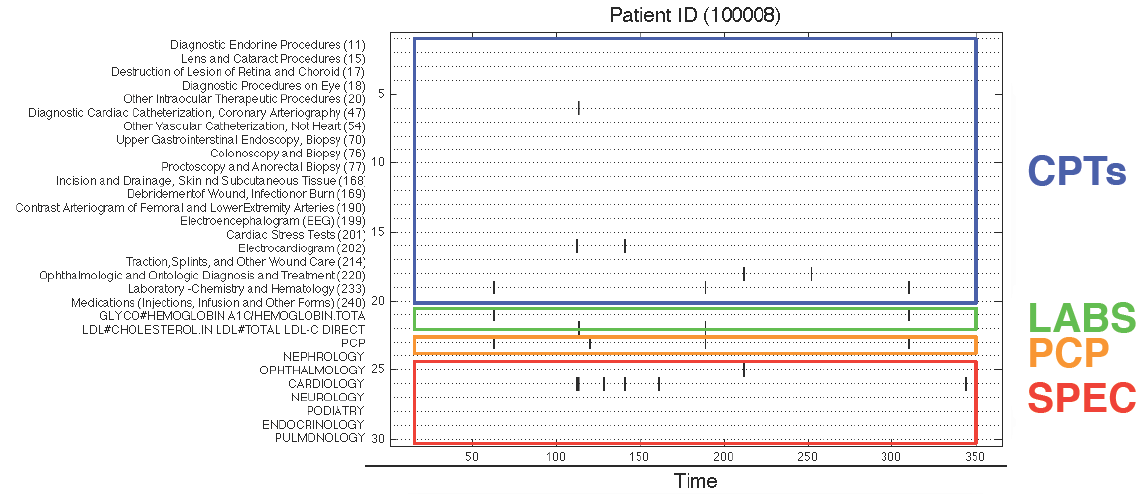 Patient ID (100008)
Diagnostic Endorine Procedures (11)
Lens and Cataract Procedures (15)
Destruction of Lesion of Retina and Choroid (17)
Diagnostic Procedures on Eye (18)
Other Intraocular Therapeutic Procedures (20)
Diagnostic Cardiac Catheterization, Coronary Arteriography (47)
Other Vascular Catheterization, Not Heart (54)
Upper Gastrointerstinal Endoscopy, Biopsy (70)
Colonoscopy and Biopsy (76)
Proctoscopy and Anorectal Biopsy (77)
Incision and Drainage, Skin nd Subcutaneous Tissue (168)
Debridementof Wound, Infectionor Burn (169)
Contrast Arteriogram of Femoral and LowerExtremity Arteries (190)
Electroencephalogram (EEG) (199)
Cardiac Stress Tests (201)
Electrocardiogram (202)
Traction,Splints, and Other Wound Care (214)
Ophthalmologic and Ontologic Diagnosis and Treatment (220)
Laboratory -Chemistry and Hematology (233)
Medications (Injections, Infusion and Other Forms) (240)
GLYCO#HEMOGLOBIN A1C/HEMOGLOBIN.TOTA
LDL#CHOLESTEROL.IN LDL#TOTAL LDL-C DIRECT
PCP
NEPHROLOGY
OPHTHALMOLOGY
CARDIOLOGY
NEUROLOGY
PODIATRY
ENDOCRINOLOGY
PULMONOLOGY
5
10
15
20
25
30
50 100 150 200 250 300 350
Time
CPTs
LABS
PCP
SPEC